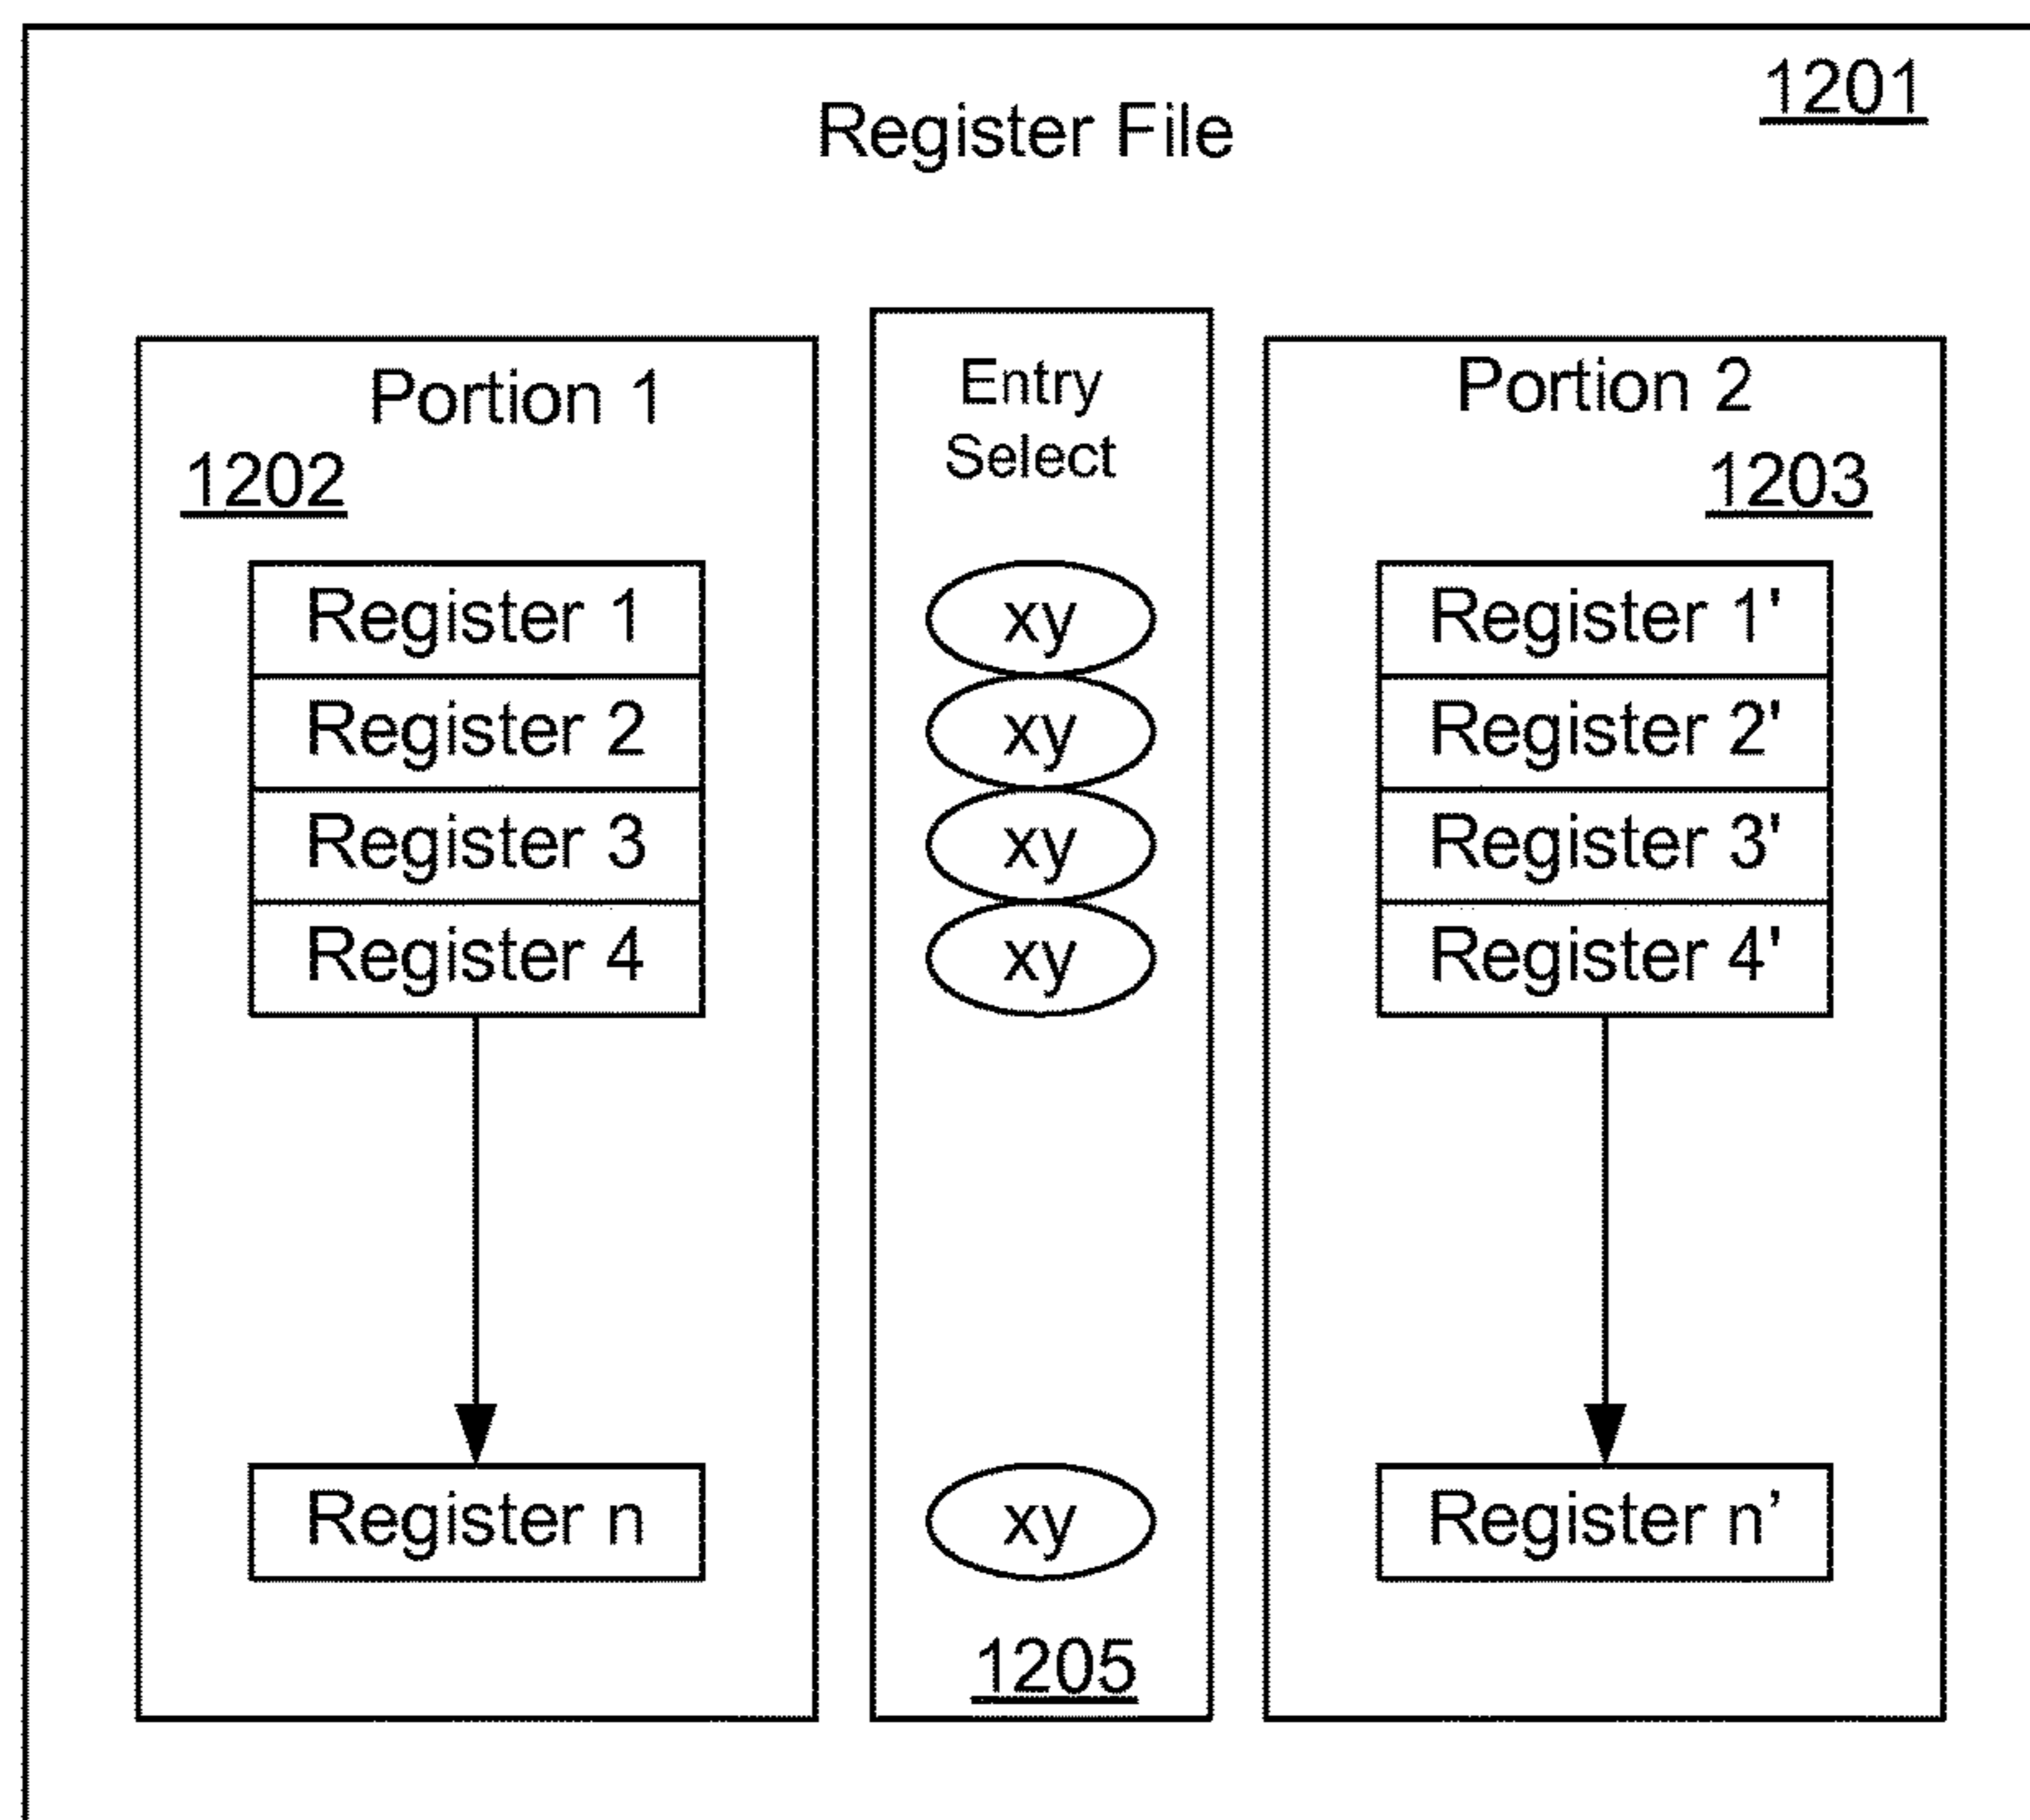 1201
Register File
Portion 1
1202
Register 1
Register 2
Register 3
Register 4
Register n
Entry
Select
xy
xy
xy
xy
xy
1205
Portion 2
1203
Register 1'
Register 2'
Register 3'
Register 4'
Register n’